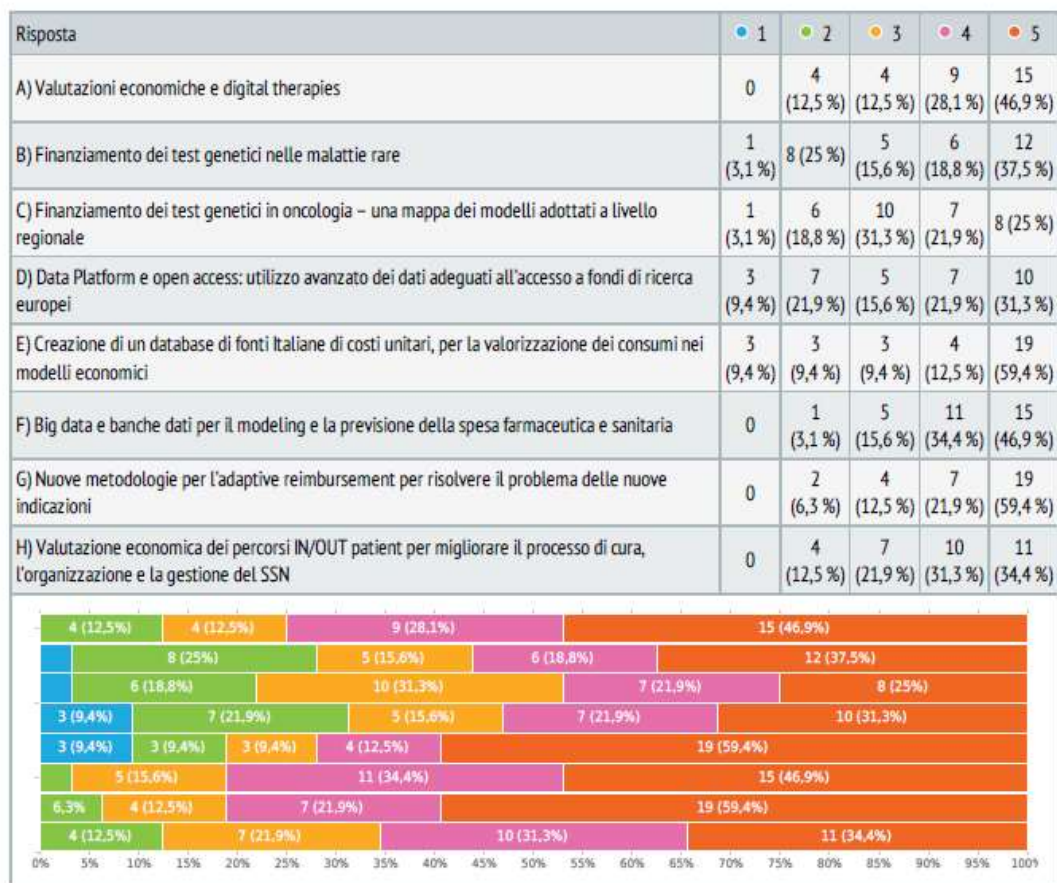 Risposta 1 2 3 4 5
A) Valutazioni economiche e digital therapies 0 4 (12,5 %) 4 (12,5 %) 9 (28,1 %) 15 (46,9 %)
B) Finanziamento dei test genetici nelle malattie rare 1 (3,1 %) 8 (25 %) 5 (15,6 %) 6 (18,8 %) 12 (37,5 %)
C) Finanziamento dei test genetici in oncologia – una mappa dei modelli adottati a livello
regionale 1 (3,1 %) 6 (18,8 %) 10 (31,3 %) 7 (21,9 %) 8 (25 %)
D) Data Platform e open access: utilizzo avanzato dei dati adeguati all'accesso a fondi di ricerca
europei 3 (9,4 %) 7 (21,9 %) 5 (15,6 %) 7 (21,9 %) 10 (31,3 %)
E) Creazione di un database di fonti Italiane di costi unitari, per la valorizzazione dei consumi nei
modelli economici 3 (9,4 %) 3 (9,4 %) 3 (9,4 %) 4 (12,5 %) 19 (59,4 %)
F) Big data e banche dati per il modeling e la previsione della spesa farmaceutica e sanitaria 0 1 (3,1 %) 5 (15,6 %) 11 (34,4 %) 15 (46,9 %)
G) Nuove metodologie per l'adaptive reimbursement per risolvere il problema delle nuove
indicazioni 0 2 (6,3 %) 4 (12,5 %) 7 (21,9 %) 19 (59,4 %)
H) Valutazione economica dei percorsi IN/OUT patient per migliorare il processo di cura,
l'organizzazione e la gestione del SSN 0 4 (12,5 %) 7 (21,9 %) 10 (31,3 %) 11 (34,4 %)
4 (12,5%) 4 (12,5%) 9 (28,1%) 15 (46,9%)
8 (25%) 5 (15,6%) 6 (18,8%) 12 (37,5%)
6 (18,8%) 10 (31,3%) 7 (21,9%) 8 (25%)
3 (9,4%) 7 (21,9%) 5 (15,6%) 7 (21,9%) 10 (31,3%)
3 (9,4%) 3 (9,4%) 3 (9,4%) 4 (12,5%) 19 (59,4%)
5 (15,6%) 11 (34,4%) 15 (46,9%)
6,3% 4 (12,5%) 7 (21,9%) 19 (59,4%)
4 (12,5%) 7 (21,9%) 10 (31,3%) 11 (34,4%)
0% 5% 10% 15% 20% 25% 30% 35% 40% 45% 50% 55% 60% 65% 70% 75% 80% 85% 90% 95% 100%